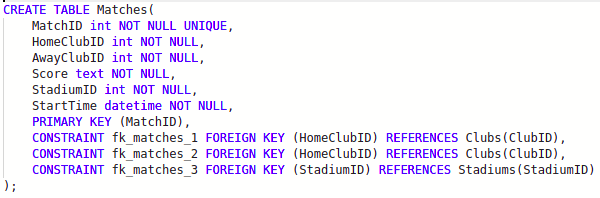 CREATE TABLE Matches(
MatchID int NOT NULL UNIQUE,
HomeClubID int NOT NULL,
AwayClubID int NOT NULL,
Score text NOT NULL,
StadiumID int NOT NULL,
StartTime datetime NOT NULL,
PRIMARY KEY (MatchID),
CONSTRAINT fk_matches_1 FOREIGN KEY (HomeClubID) REFERENCES Clubs(ClubID),
CONSTRAINT fk_matches_2 FOREIGN KEY (HomeClubID) REFERENCES Clubs(ClubID),
CONSTRAINT fk_matches_3 FOREIGN KEY (StadiumID) REFERENCES Stadiums(StadiumID)
);